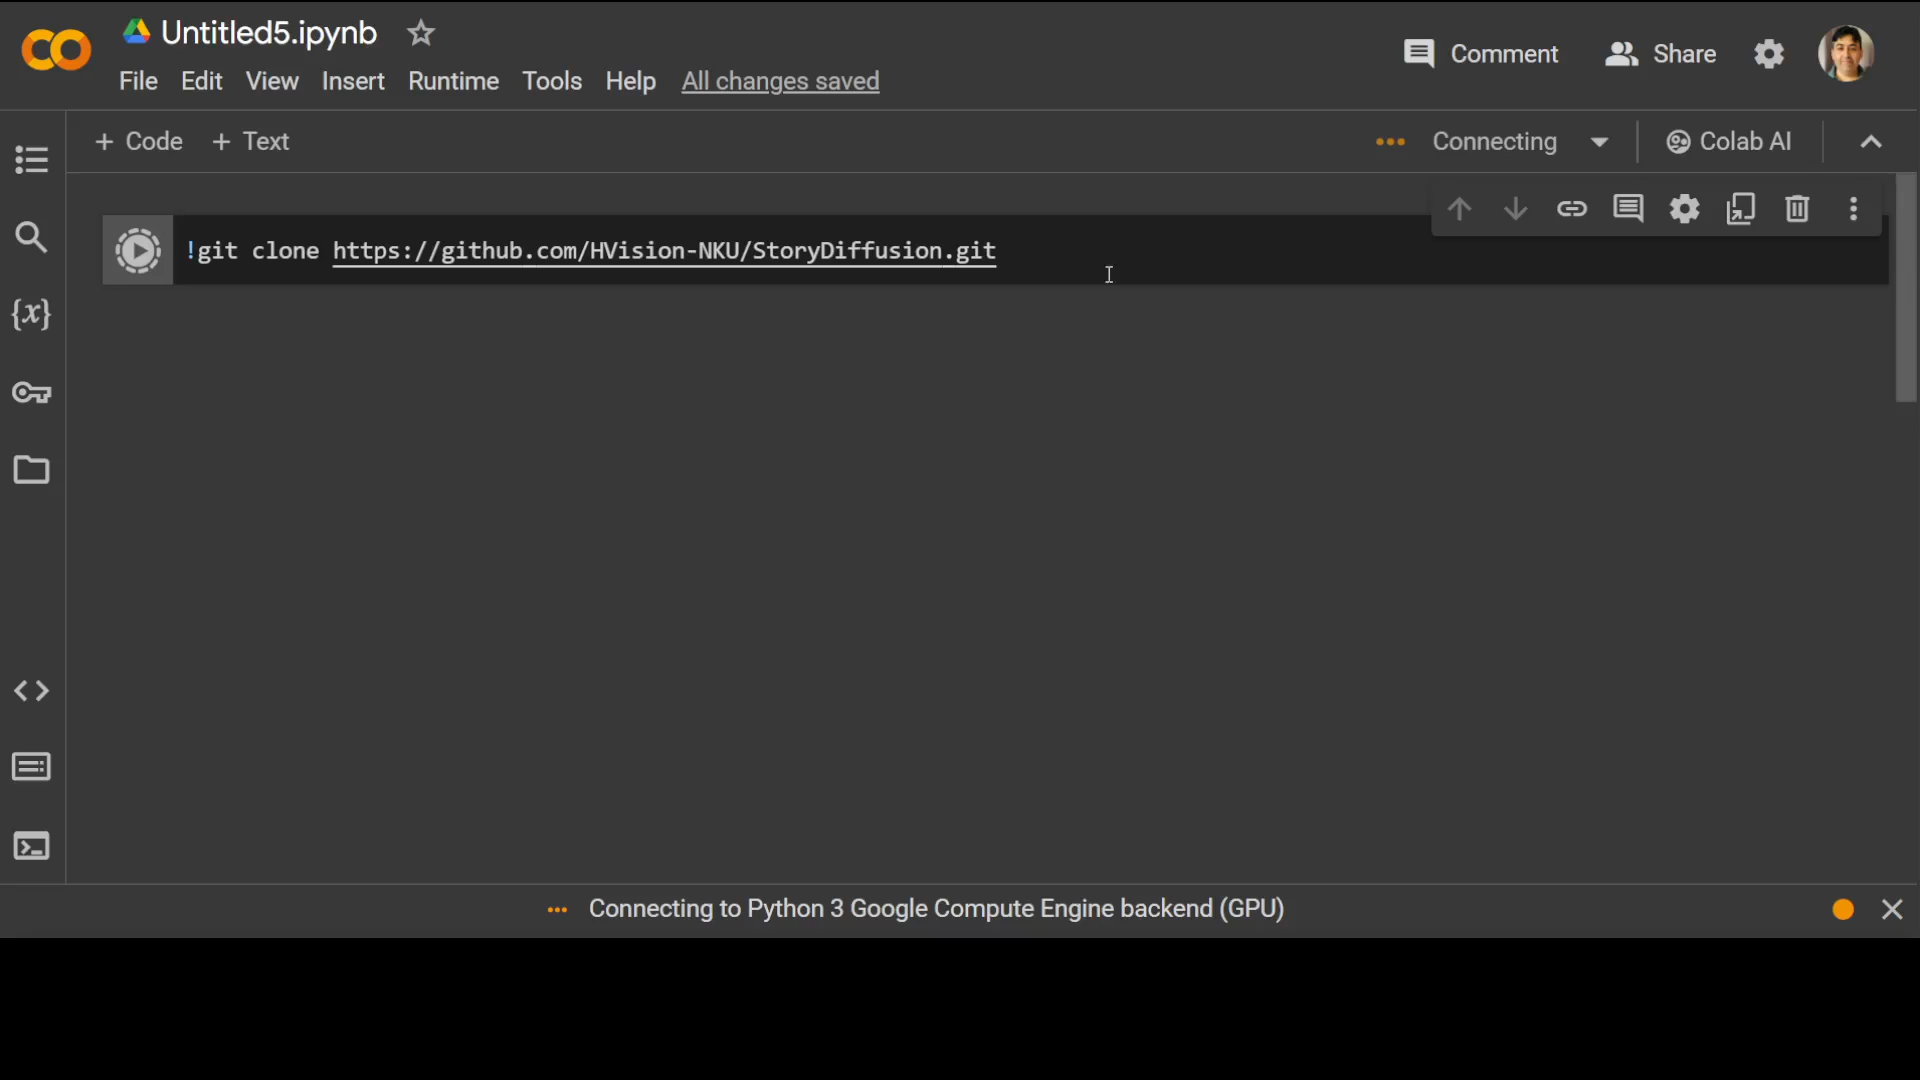 Untitled5.ipynb
Comment Share
File Edit View Insert Runtime Tools Help All changes saved
+ Code + Text
Connecting
Colab AI
!git clone https://github.com/HVision-NKU/StoryDiffusion.git
{x}
Connecting to Python 3 Google Compute Engine backend (GPU)